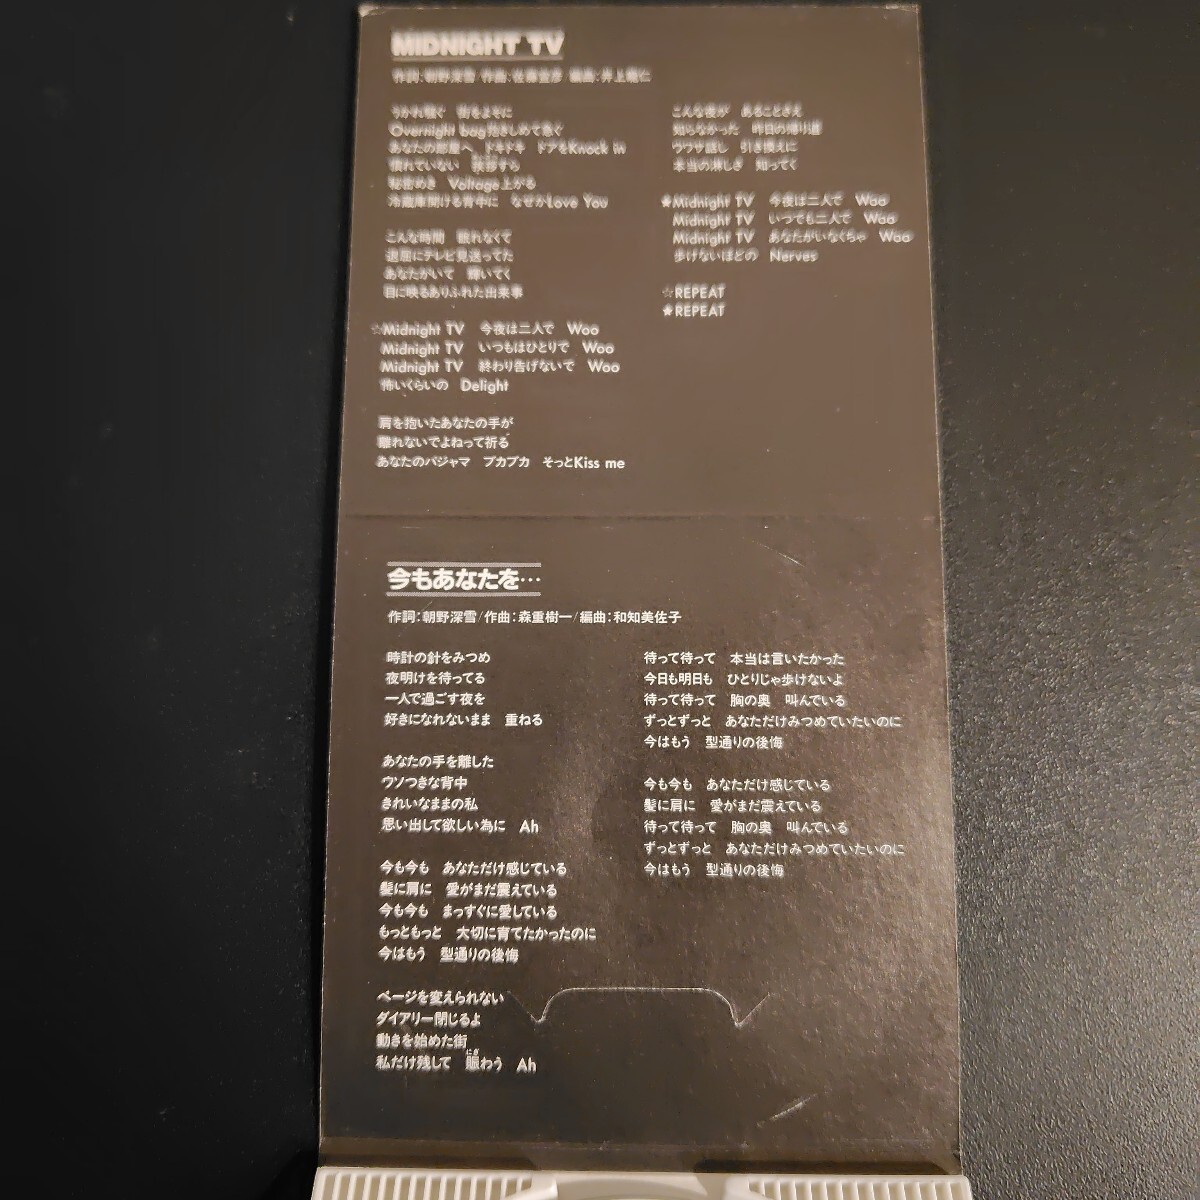 MIDNIGHT TV
作詞:朝野深雪 作曲:佐藤宣彦 編曲:井上龍仁
うかれ騒ぐ 街をよそに
Overnight bag抱きしめて急ぐ
あなたの部屋へ ドキドキ ドアをKnock in
慣れていない 挨拶すら
秘密めき Voltage上がる
冷蔵庫開ける背中に なぜかLove You
こんな時間 眠れなくて
退屈にテレビ見送ってた
あなたがいて 輝いてく
目に映るありふれた出来事
☆Midnight TV 今夜は二人で Woo
Midnight TV いつもはひとりで Woo
Midnight TV 終わり告げないで Woo
怖いくらいの Delight
肩を抱いたあなたの手が
離れないでよねって祈る
あなたのパジャマ ブカブカ そっとKiss me
こんな夜が あることさえ
知らなかった 昨日の帰り道
ウワサ話し 引き換えに
本当の淋しさ 知ってく
★Midnight TV 今夜は二人で Woo
Midnight TV いつでも二人で Woo
Midnight TV あなたがいなくちゃ Woo
歩けないほどの Nerves
☆REPEAT
★REPEAT
今もあなたを…
作詞:朝野深雪/作曲:森重樹一/編曲:和知美佐子
時計の針をみつめ
夜明けを待ってる
一人で過ごす夜を
好きになれないまま 重ねる
あなたの手を離した
ウソつきな背中
きれいなままの私
思い出して欲しい為に Ah
今も今も あなただけ感じている
髪に肩に 愛がまだ震えている
今も今も まっすぐに愛している
もっともっと 大切に育てたかったのに
今はもう 型通りの後悔
ページを変えられない
ダイアリー閉じるよ
動きを始めた街
私だけ残して 賑わう Ah
にぎ
待って待って 本当は言いたかった
今日も明日も ひとりじゃ歩けないよ
待って待って 胸の奥 叫んでいる
ずっとずっと あなただけみつめていたいのに
今はもう 型通りの後悔
今も今も あなただけ感じている
髪に肩に 愛がまだ震えている
待って待って 胸の奥 叫んでいる
ずっとずっと あなただけみつめていたいのに
今はもう 型通りの後悔